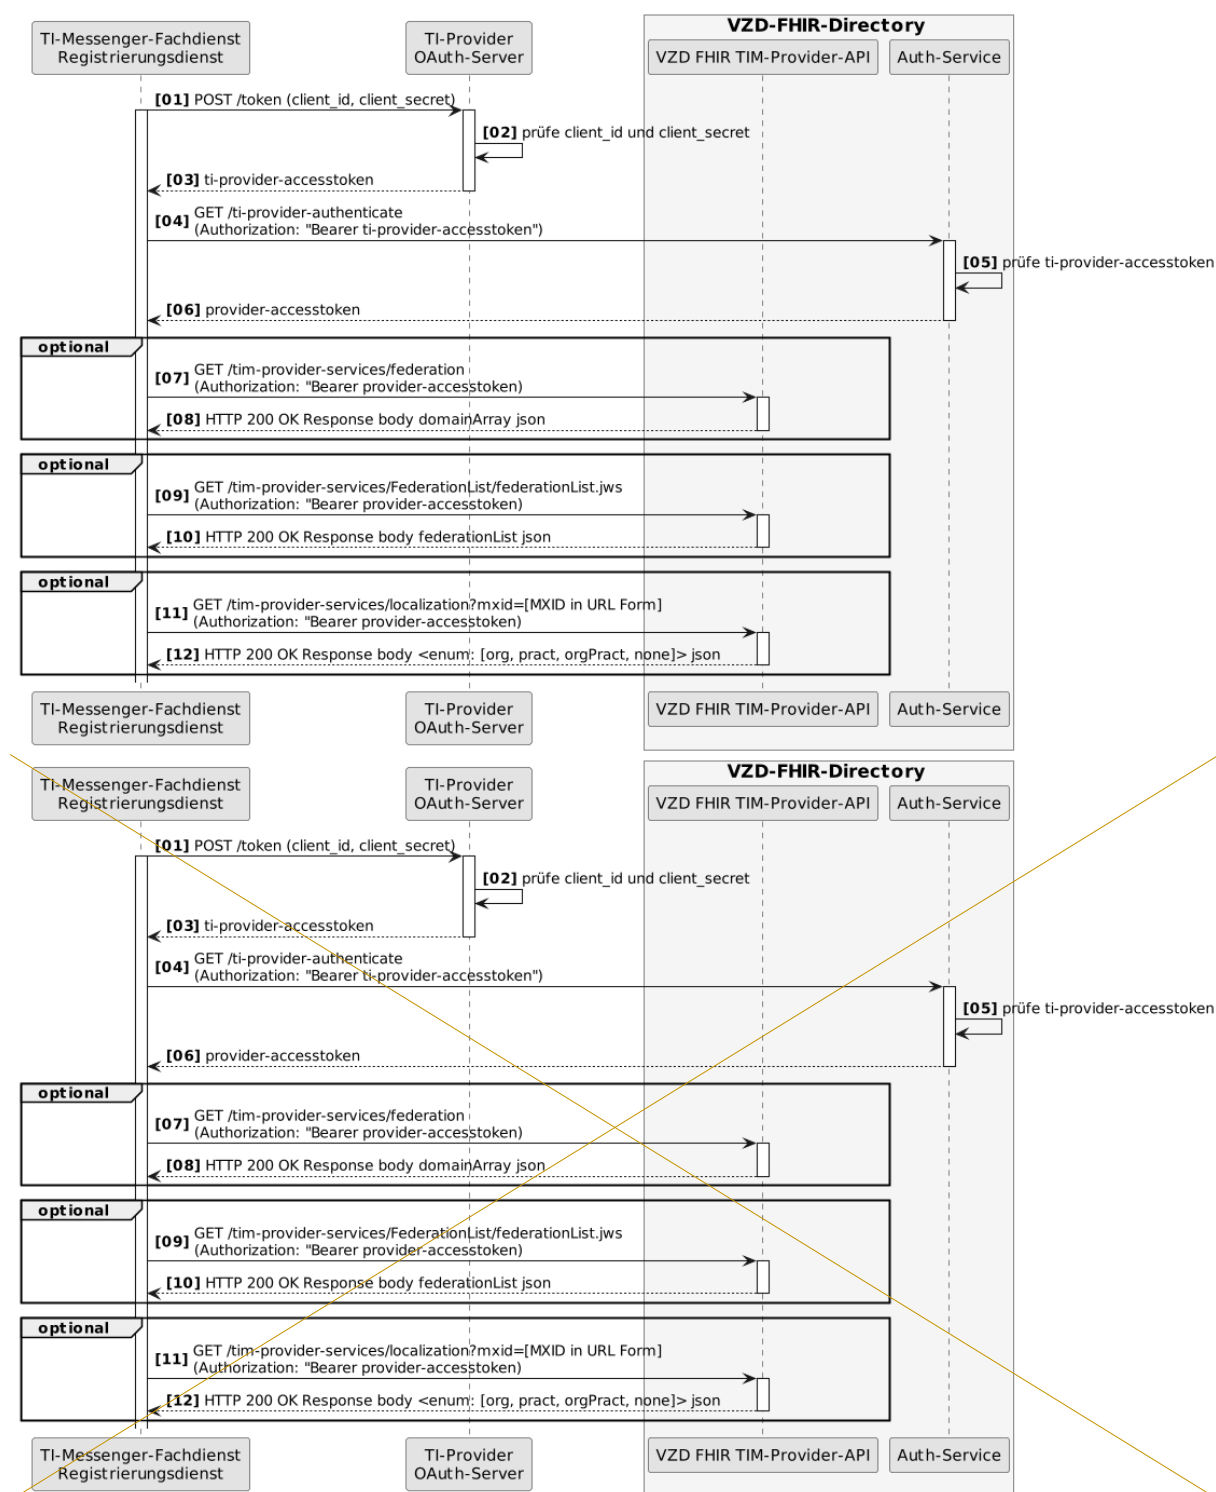 VZD-FHIR-Directory
TI-Messenger-Fachdienst
Registrierungsdienst
TI-Provider
OAuth-Server
VZD FHIR TIM-Provider-API
Auth-Service
[01] POST /token (client_id, client_secret)
[02] prüfe client_id und client_secret
[03] ti-provider-accesstoken
[04] GET /ti-provider-authenticate
(Authorization: "Bearer ti-provider-accesstoken")
[05] prüfe ti-provider-accesstoken
[06] provider-accesstoken
optional
[07] GET /tim-provider-services/federation
(Authorization: "Bearer provider-accesstoken)
[08] HTTP 200 OK Response body domainArray json
optional
[09] GET /tim-provider-services/FederationList/federationList.jws
(Authorization: "Bearer provider-accesstoken)
[10] HTTP 200 OK Response body federationList json
optional
[11] GET /tim-provider-services/localization?mxid=[MXID in URL Form]
(Authorization: "Bearer provider-accesstoken)
[12] HTTP 200 OK Response body <enum: [org, pract, orgPract, none]> json
TI-Messenger-Fachdienst
Registrierungsdienst
TI-Provider
OAuth-Server
VZD FHIR TIM-Provider-API
Auth-Service
VZD-FHIR-Directory
TI-Messenger-Fachdienst
Registrierungsdienst
TI-Provider
OAuth-Server
VZD FHIR TIM-Provider-API
Auth-Service
[01] POST /token (client_id, client_secret)
[02] prüfe client_id und client_secret
[03] ti-provider-accesstoken
[04] GET /ti-provider-authenticate
(Authorization: "Bearer ti-provider-accesstoken")
[05] prüfe ti-provider-accesstoken
[06] provider-accesstoken
optional
[07] GET /tim-provider-services/federation
(Authorization: "Bearer provider-accesstoken)
[08] HTTP 200 OK Response body domainArray json
optional
[09] GET /tim-provider-services/FederationList/federationList.jws
(Authorization: "Bearer provider-accesstoken)
[10] HTTP 200 OK Response body federationList json
optional
[11] GET /tim-provider-services/localization?mxid=[MXID in URL Form]
(Authorization: "Bearer provider-accesstoken)
[12] HTTP 200 OK Response body <enum: [org, pract, orgPract, none]> json
TI-Messenger-Fachdienst
Registrierungsdienst
TI-Provider
OAuth-Server
VZD FHIR TIM-Provider-API
Auth-Service